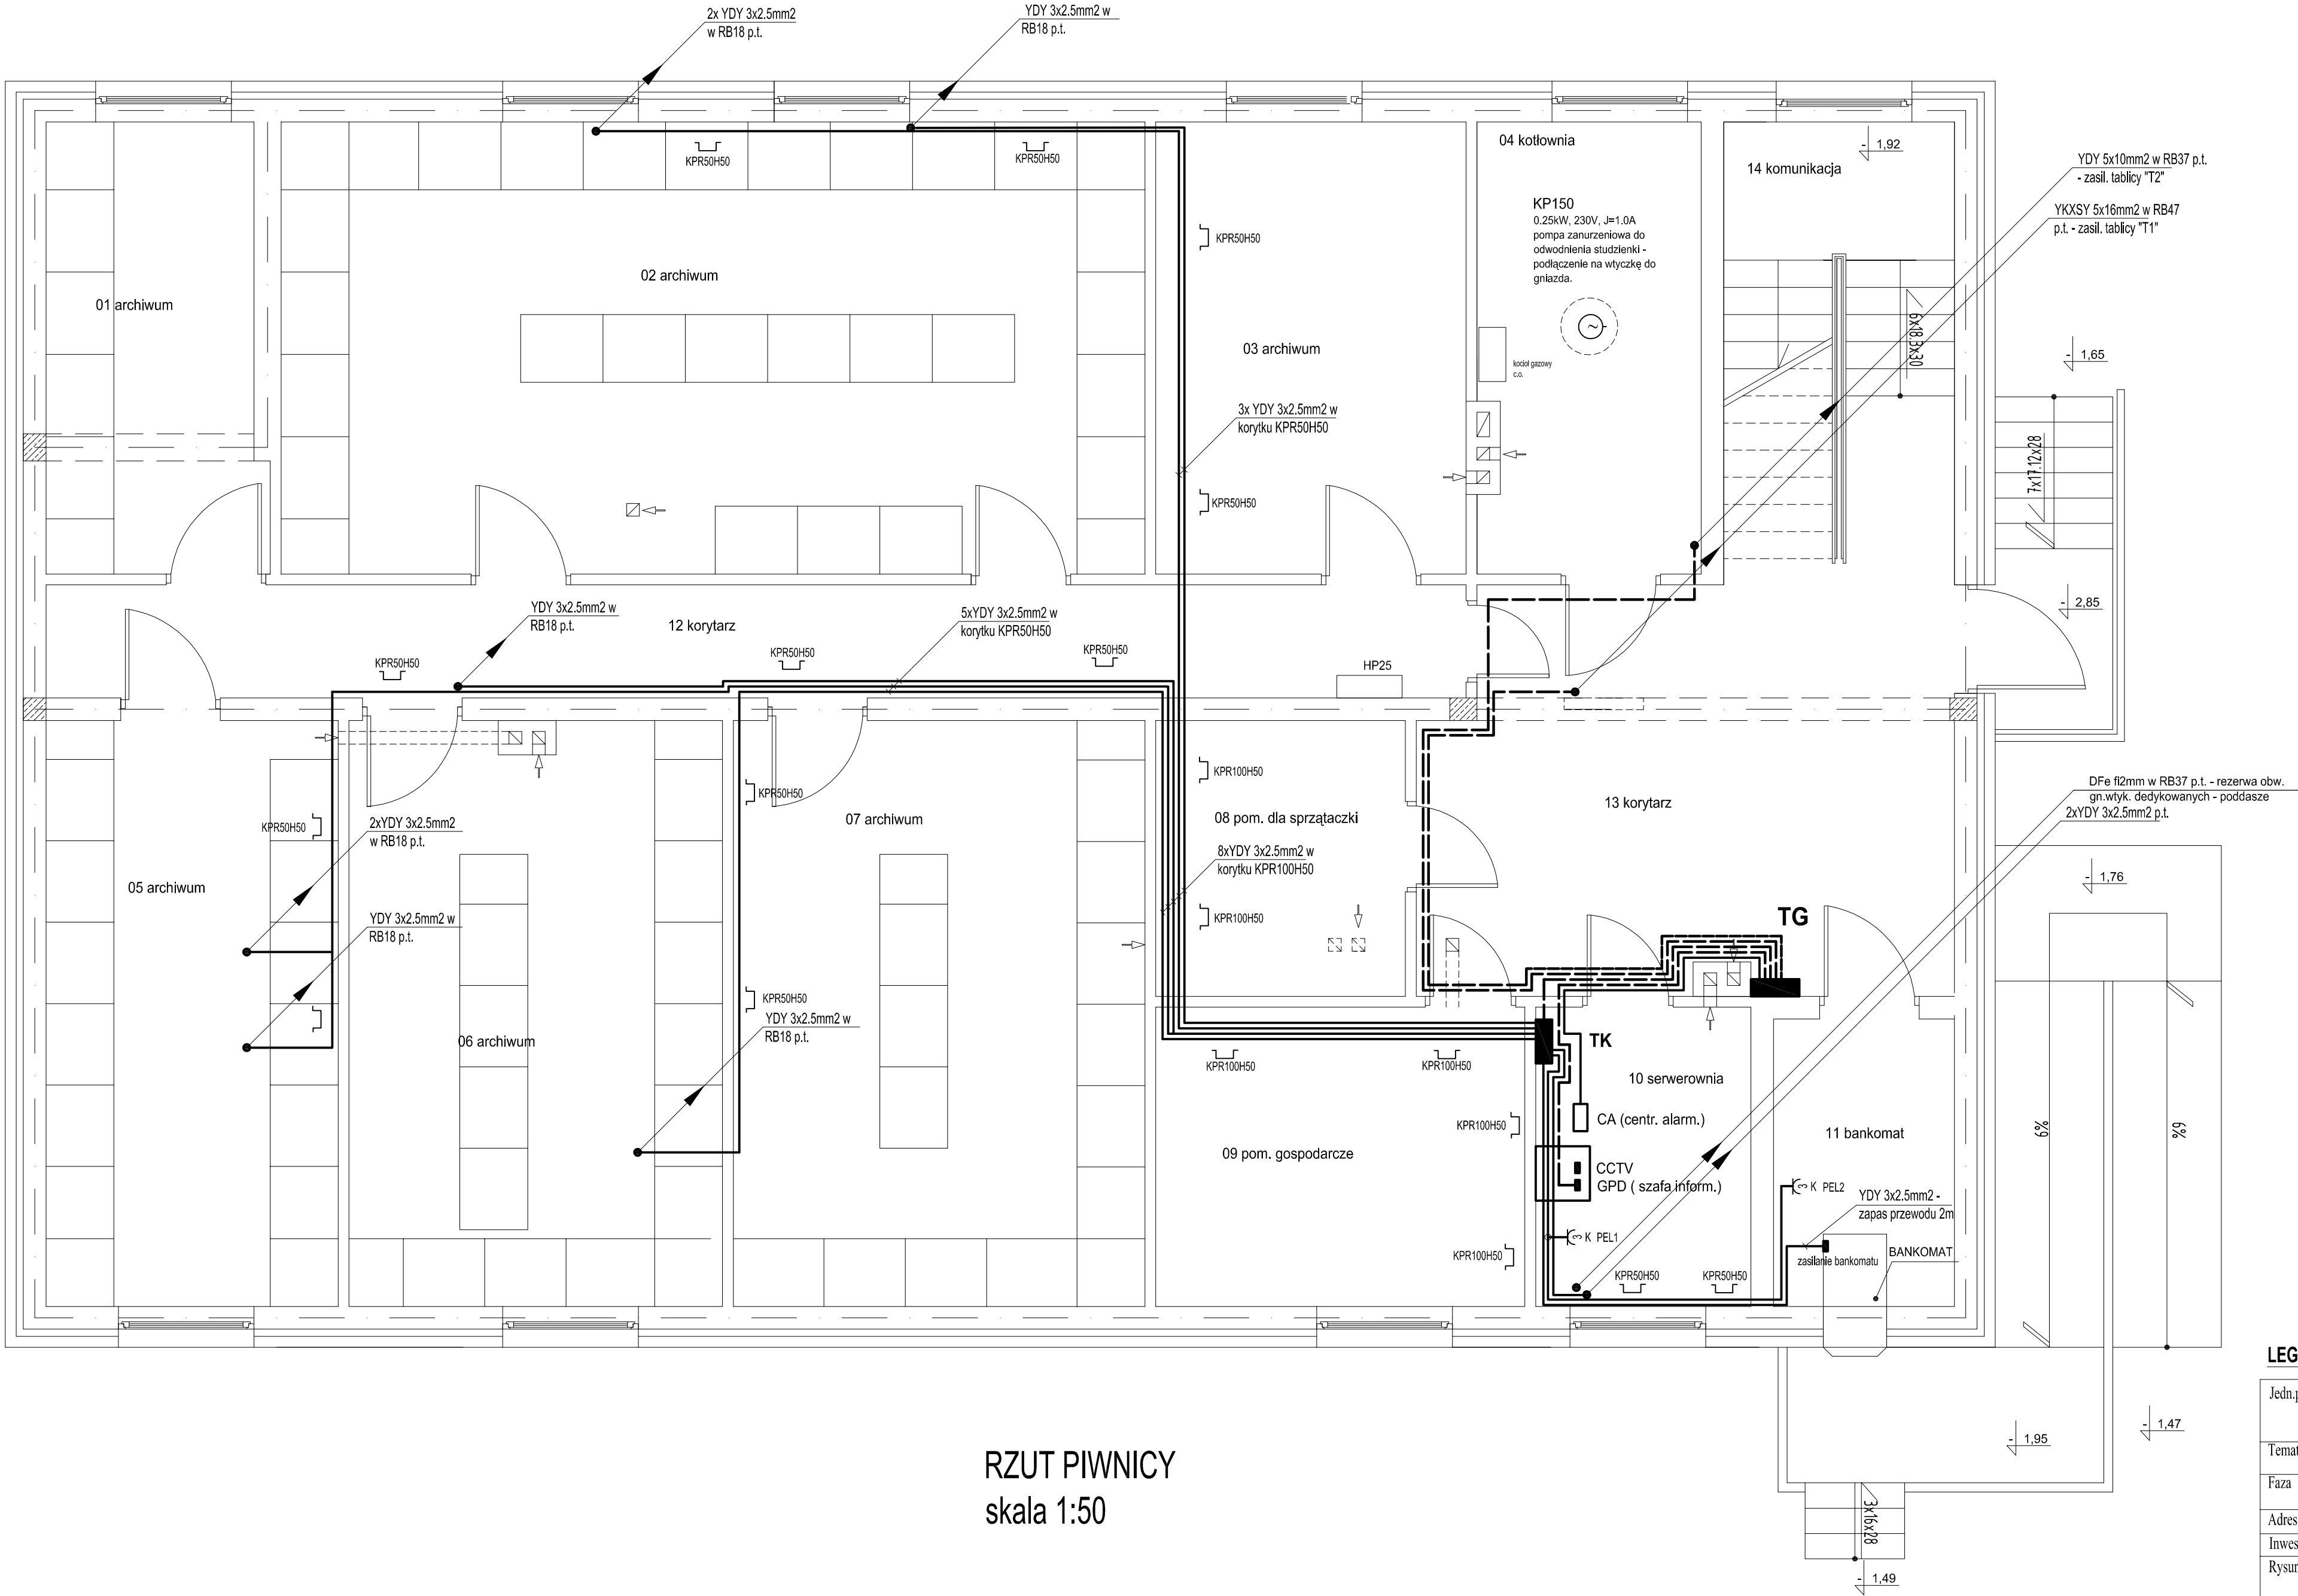 2x YDY 3x2.5mm2
w RB18 p.t.
YDY 3x2.5mm2 w
RB18 p.t.
KPR50H50
KPR50H50
04 kotłownia
- 1,92
14 komunikacja
YDY 5x10mm2 w RB37 p.t.
- zasil. tablicy "T2"
YKXSY 5x16mm2 w RB47
p.t. - zasil. tablicy "T1"
KP150
0.25kW, 230V, J=1.0A
pompa zanurzeniowa do
odwodnienia studzienki -
podłączenie na wtyczkę do
gniazda.
KPR50H50
01 archiwum
02 archiwum
03 archiwum
kocioł gazowy
c.o.
6x18.3x30
- 1,65
3x YDY 3x2.5mm2 w
korytku KPR50H50
7x17.12x28
KPR50H50
- 2,85
YDY 3x2.5mm2 w
RB18 p.t.
12 korytarz
5xYDY 3x2.5mm2 w
korytku KPR50H50
KPR50H50
KPR50H50
KPR50H50
HP25
KPR100H50
KPR50H50
13 korytarz
DFe fi2mm w RB37 p.t. - rezerwa obw.
gn.wtyk. dedykowanych - poddasze
2xYDY 3x2.5mm2 p.t.
KPR50H50
2xYDY 3x2.5mm2
w RB18 p.t.
07 archiwum
08 pom. dla sprzątaczki
8xYDY 3x2.5mm2 w
korytku KPR100H50
05 archiwum
- 1,76
YDY 3x2.5mm2 w
RB18 p.t.
KPR100H50
TG
KPR50H50
YDY 3x2.5mm2 w
RB18 p.t.
06 archiwum
TK
KPR100H50
KPR100H50
10 serwerownia
CA (centr. alarm.)
KPR100H50
11 bankomat
6%
6%
09 pom. gospodarcze
CCTV
GPD ( szafa inform.)
3 K PEL2
YDY 3x2.5mm2 -
zapas przewodu 2m
3 K PEL1
KPR100H50
zasilanie bankomatu
BANKOMAT
KPR50H50
KPR50H50
LEG
Jedn.p
- 1,47
- 1,95
Temat
RZUT PIWNICY
skala 1:50
Faza
3x16x28
Adres
Inwes
Rysun
- 1,49